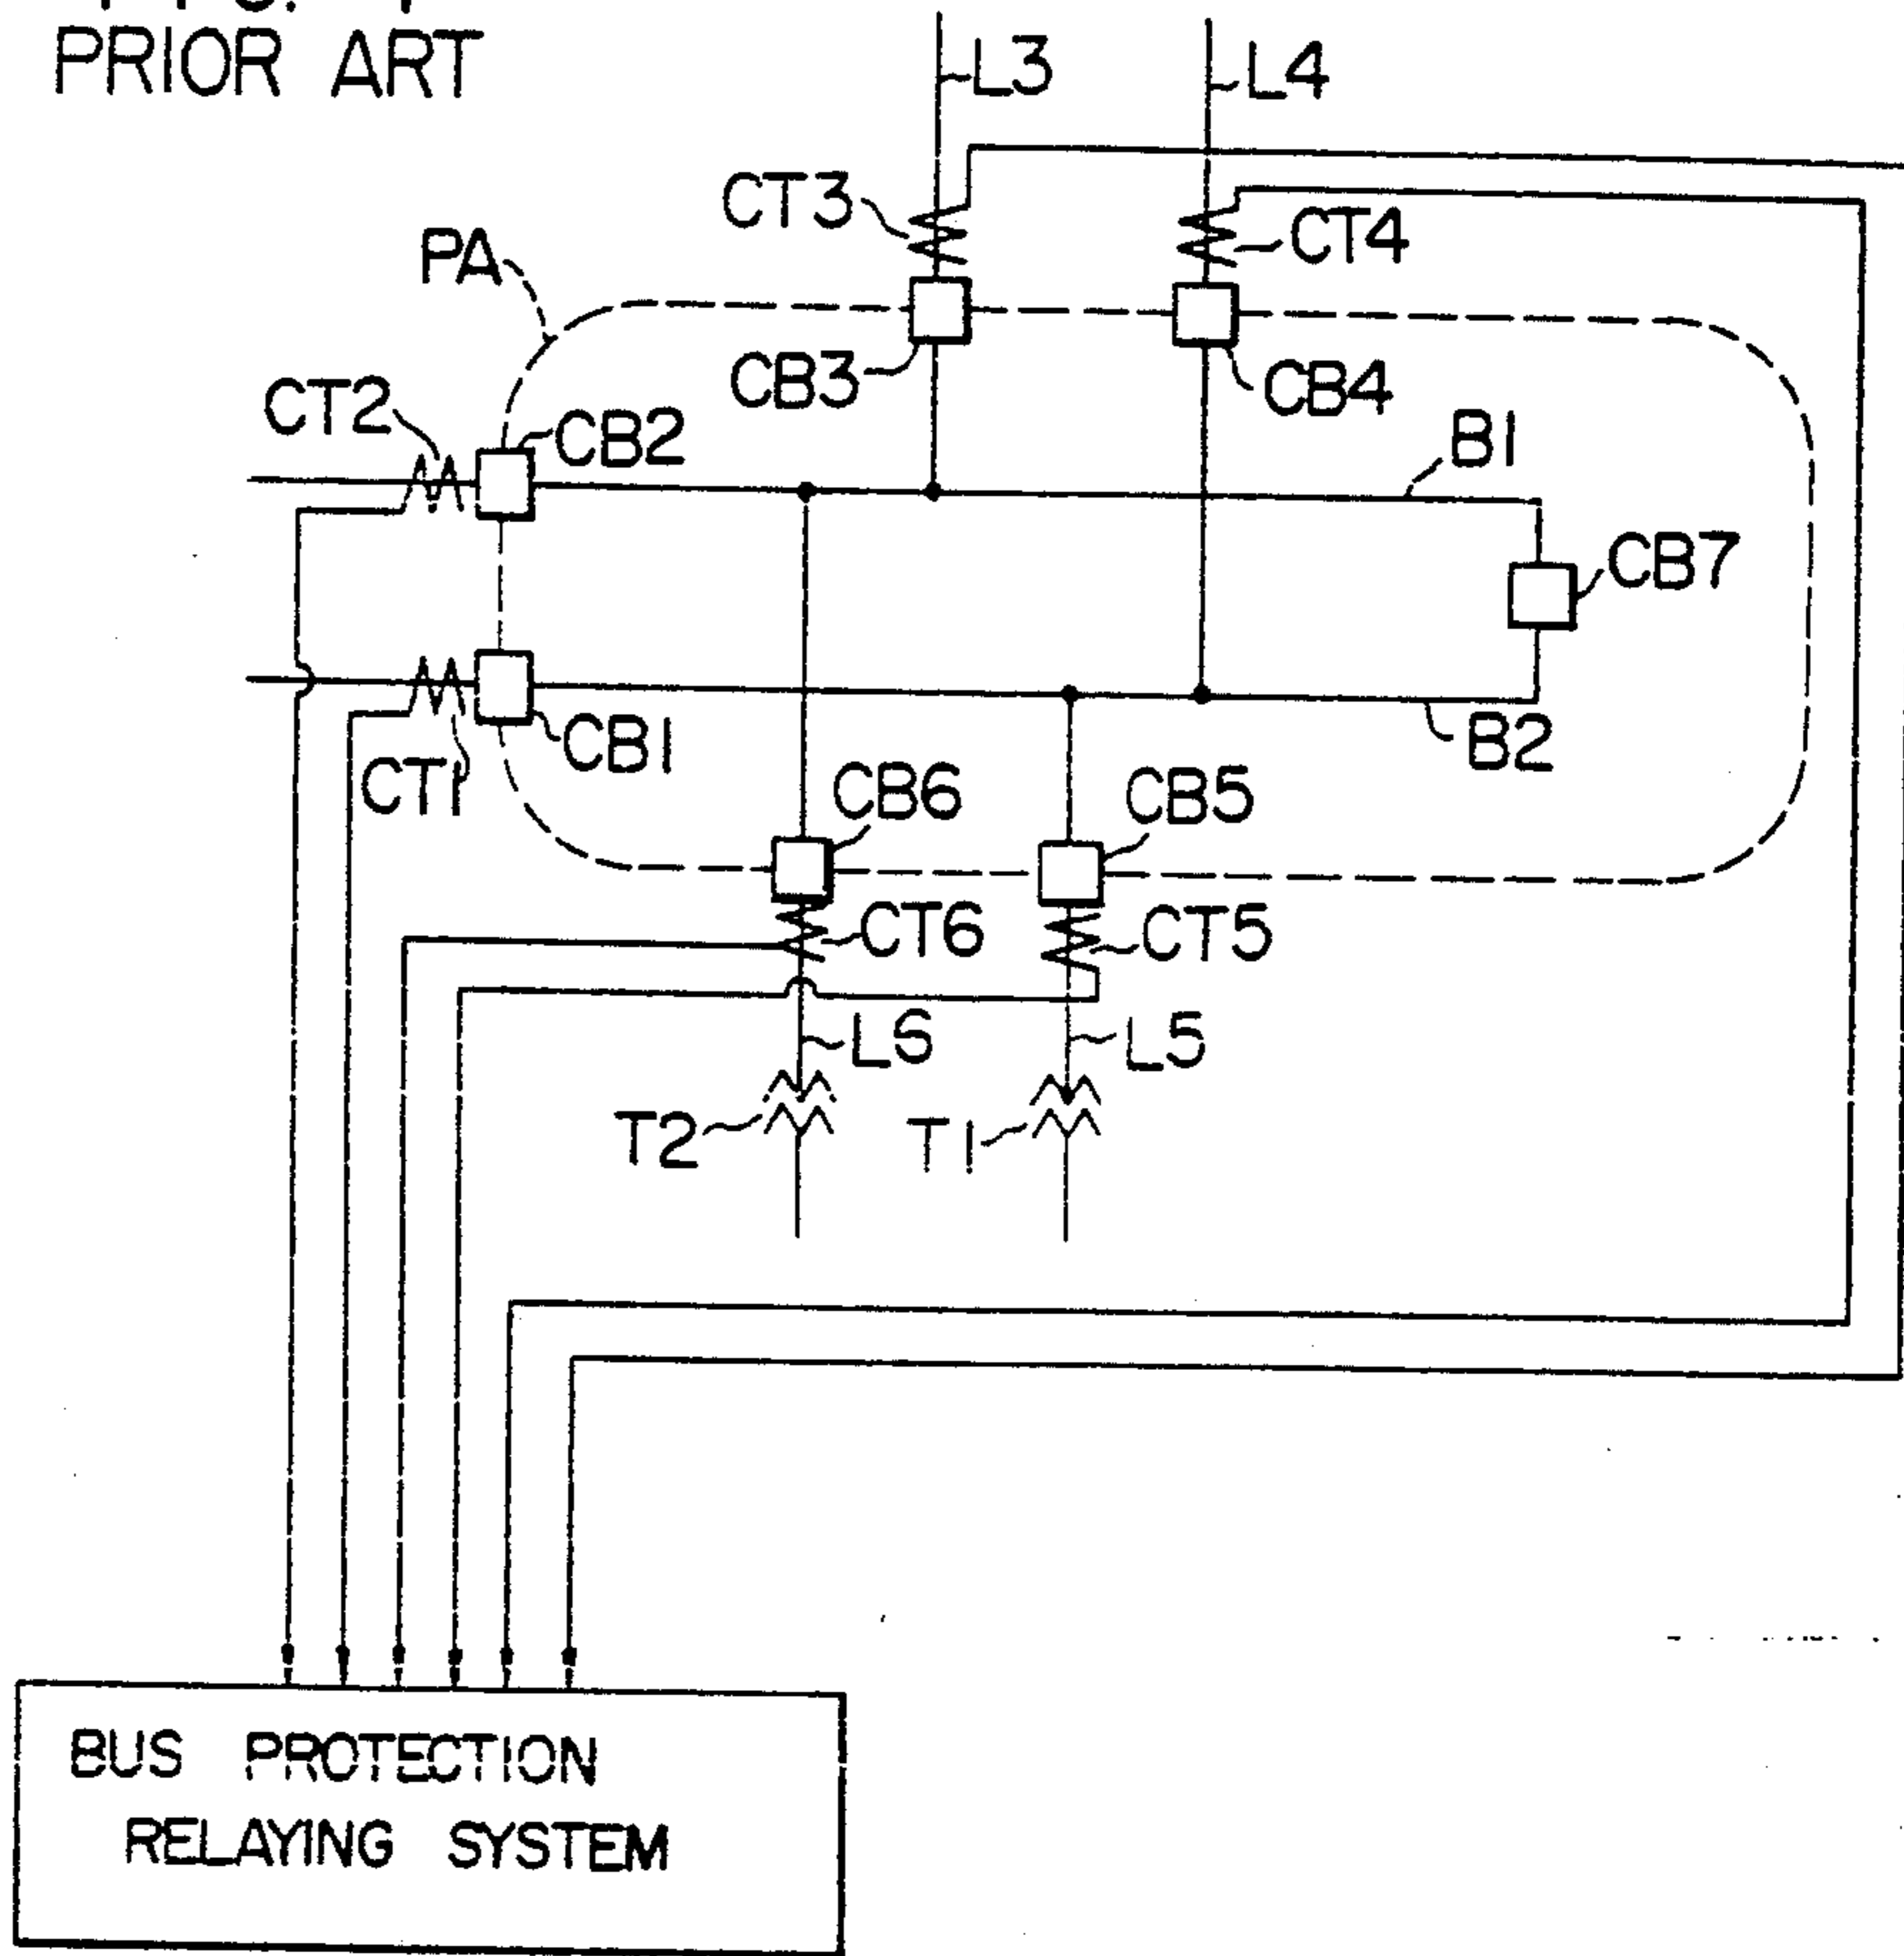 PRIOR ART
L3
L4
CT3
CT4
PA
CB3
CB4
CT2
CB2
B1
CB7
CB1
B2
CT1
CB6
CB5
CT6
CT5
L6
L5
T2
T1
BUS PROTECTION
RELAYING SYSTEM